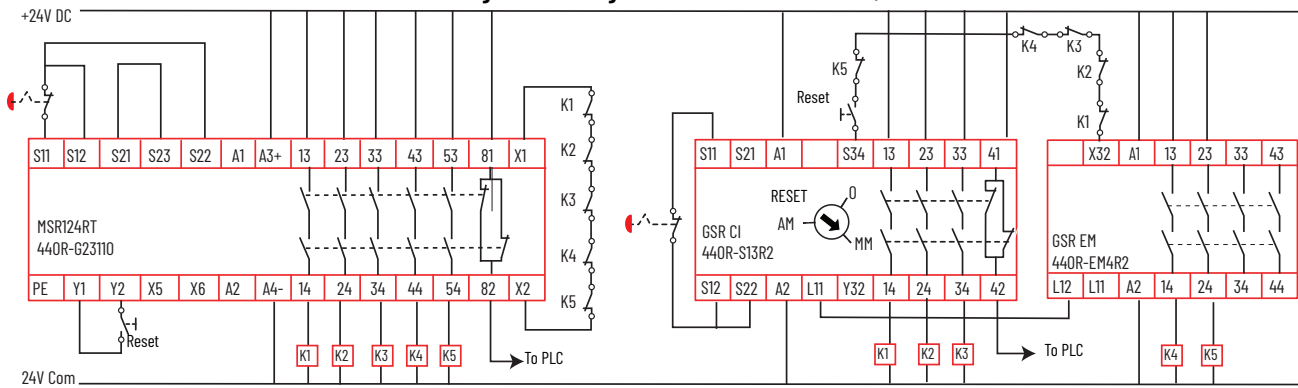 +24V DC
K4 K3
K5 K2
Reset
K1
K1
K2
K3
K4
K5
S11 S12 S21 S23 S22 A1 A3+ 13 23 33 43 53 81 X1
MSR124RT
440R-G23110
PE Y1 Y2 X5 X6 A2 A4- 14 24 34 44 54 82 X2
Reset
K1 K2 K3 K4 K5
To PLC
S11 S21 A1 S34 13 23 33 41
RESET 0
AM MM
GSR CI
440R-S13R2
S12 S22 A2 L11 Y32 14 24 34 42
K1 K2 K3
To PLC
X32 A1 13 23 33 43
GSR EM
440R-EM4R2
L12 L11 A2 14 24 34 44
K4 K5
24V Com